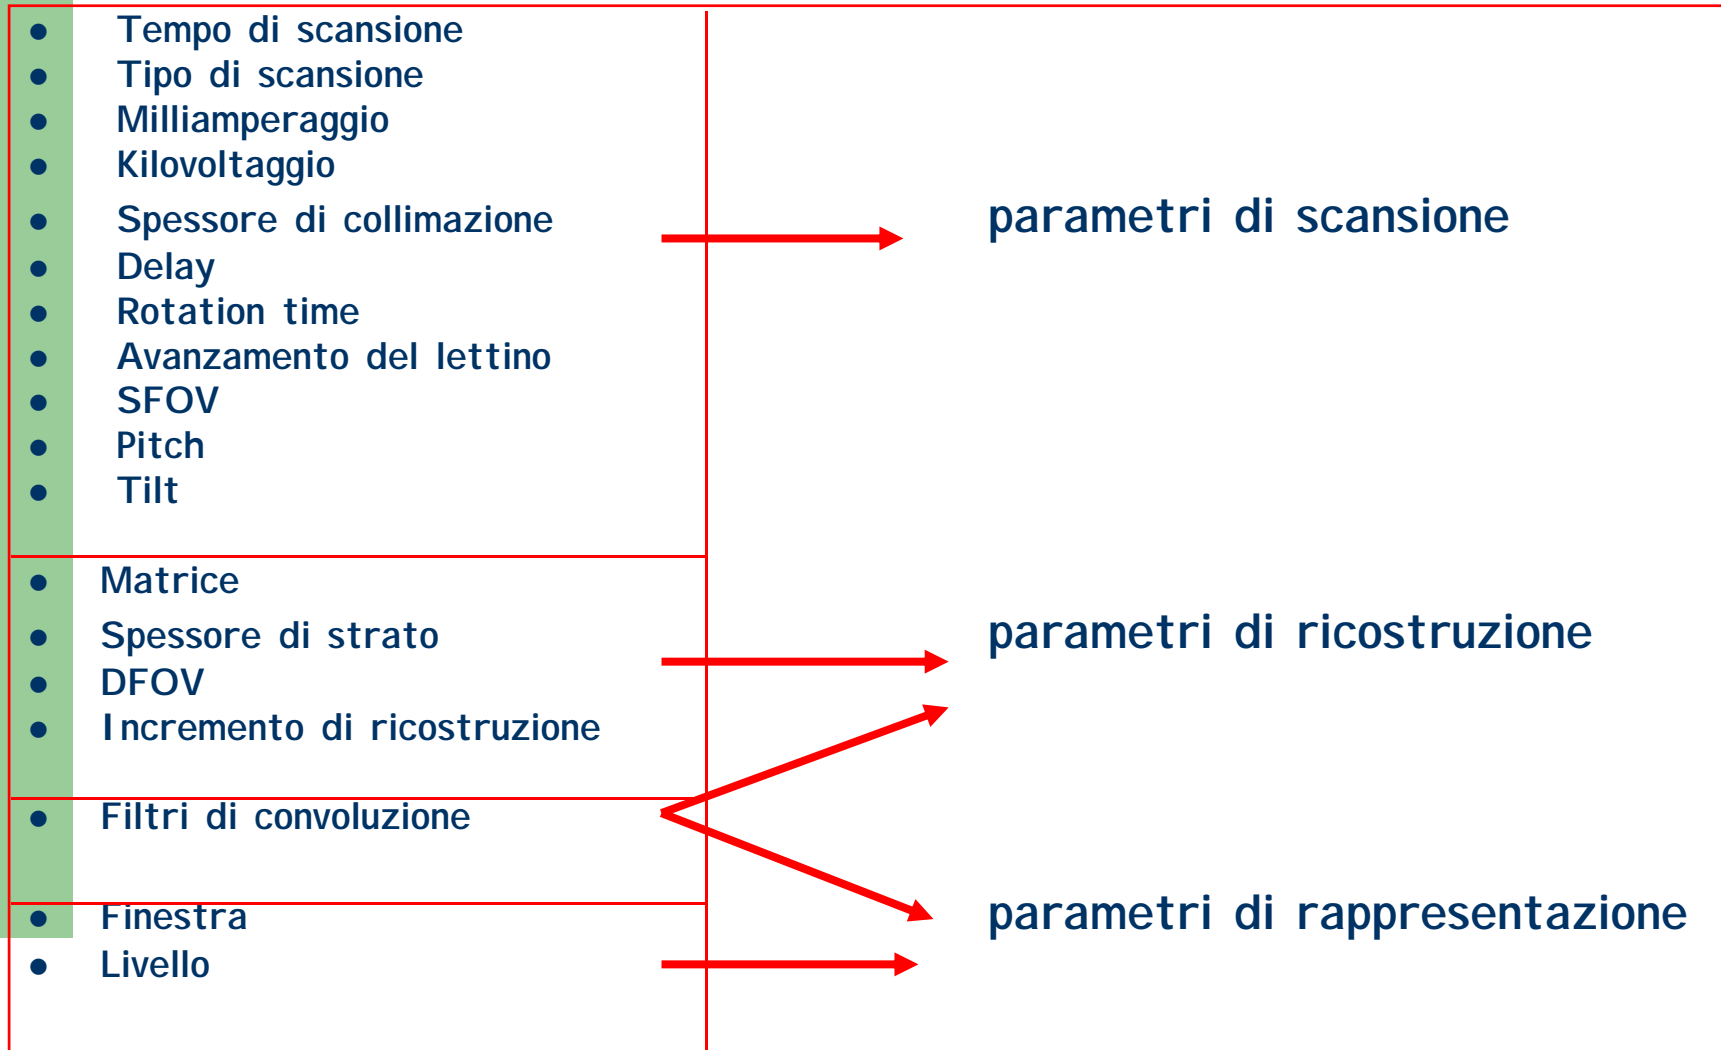 Tempo di scansione
Tipo di scansione
Milliamperaggio
Kilovoltaggio
Spessore di collimazione
Delay
Rotation time
Avanzamento del lettino
SFOV
Pitch
Tilt
parametri di scansione
Matrice
Spessore di strato
DFOV
Incremento di ricostruzione
parametri di ricostruzione
Filtri di convoluzione
Finestra
Livello
parametri di rappresentazione